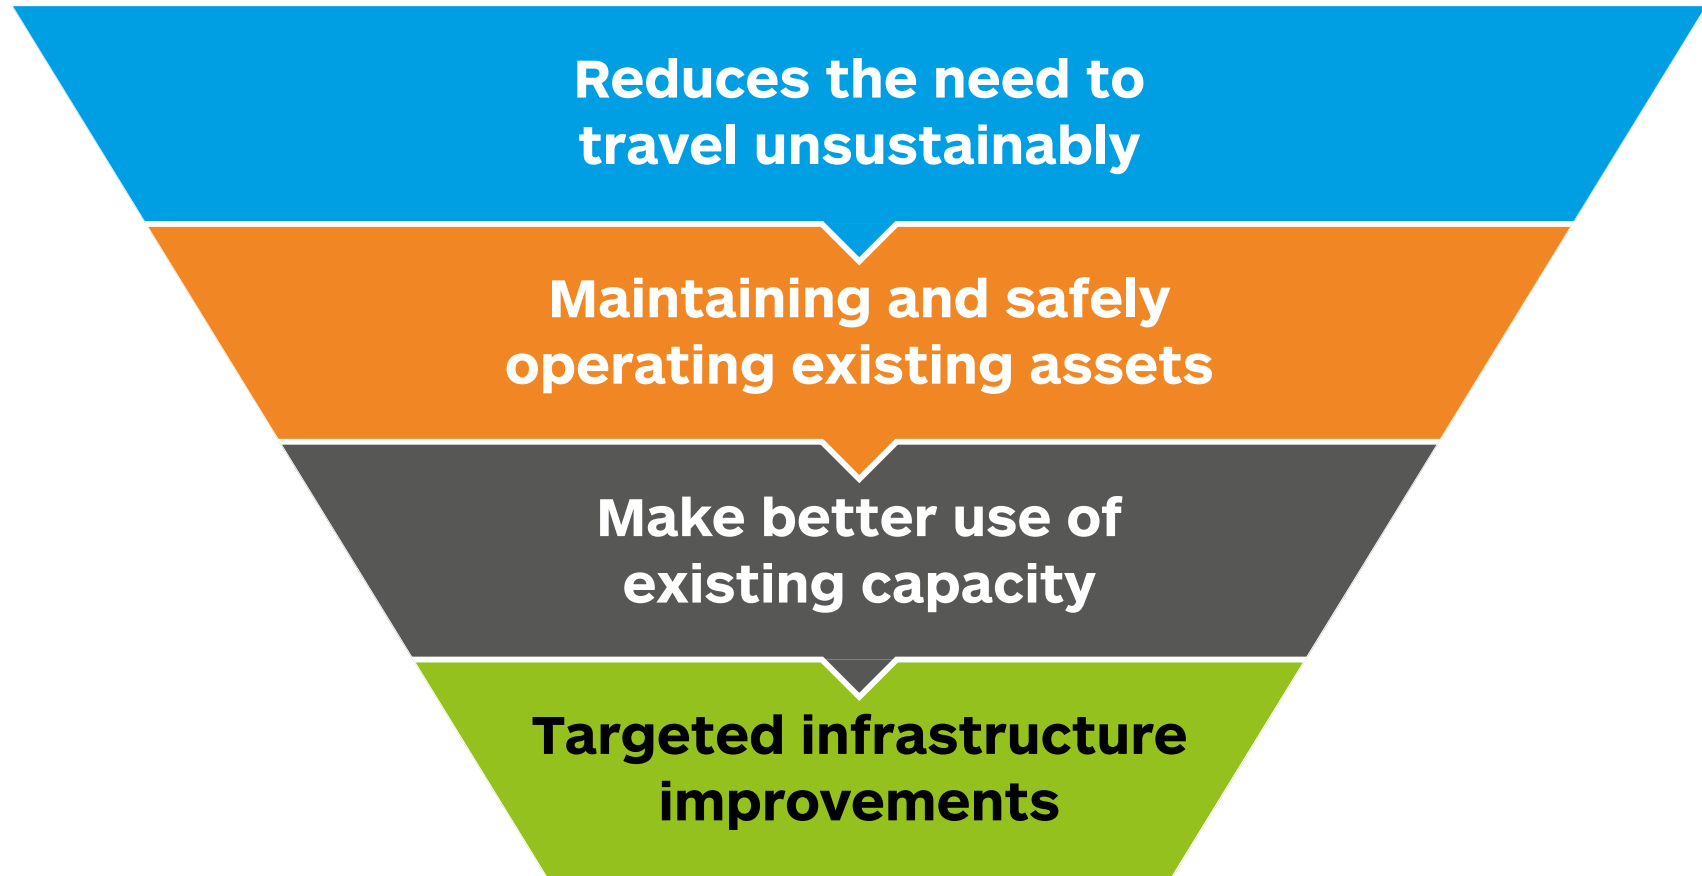 Reduces the need to
travel unsustainably
Maintaining and safely
operating existing assets
Make better use of
existing capacity
Targeted infrastructure
improvements